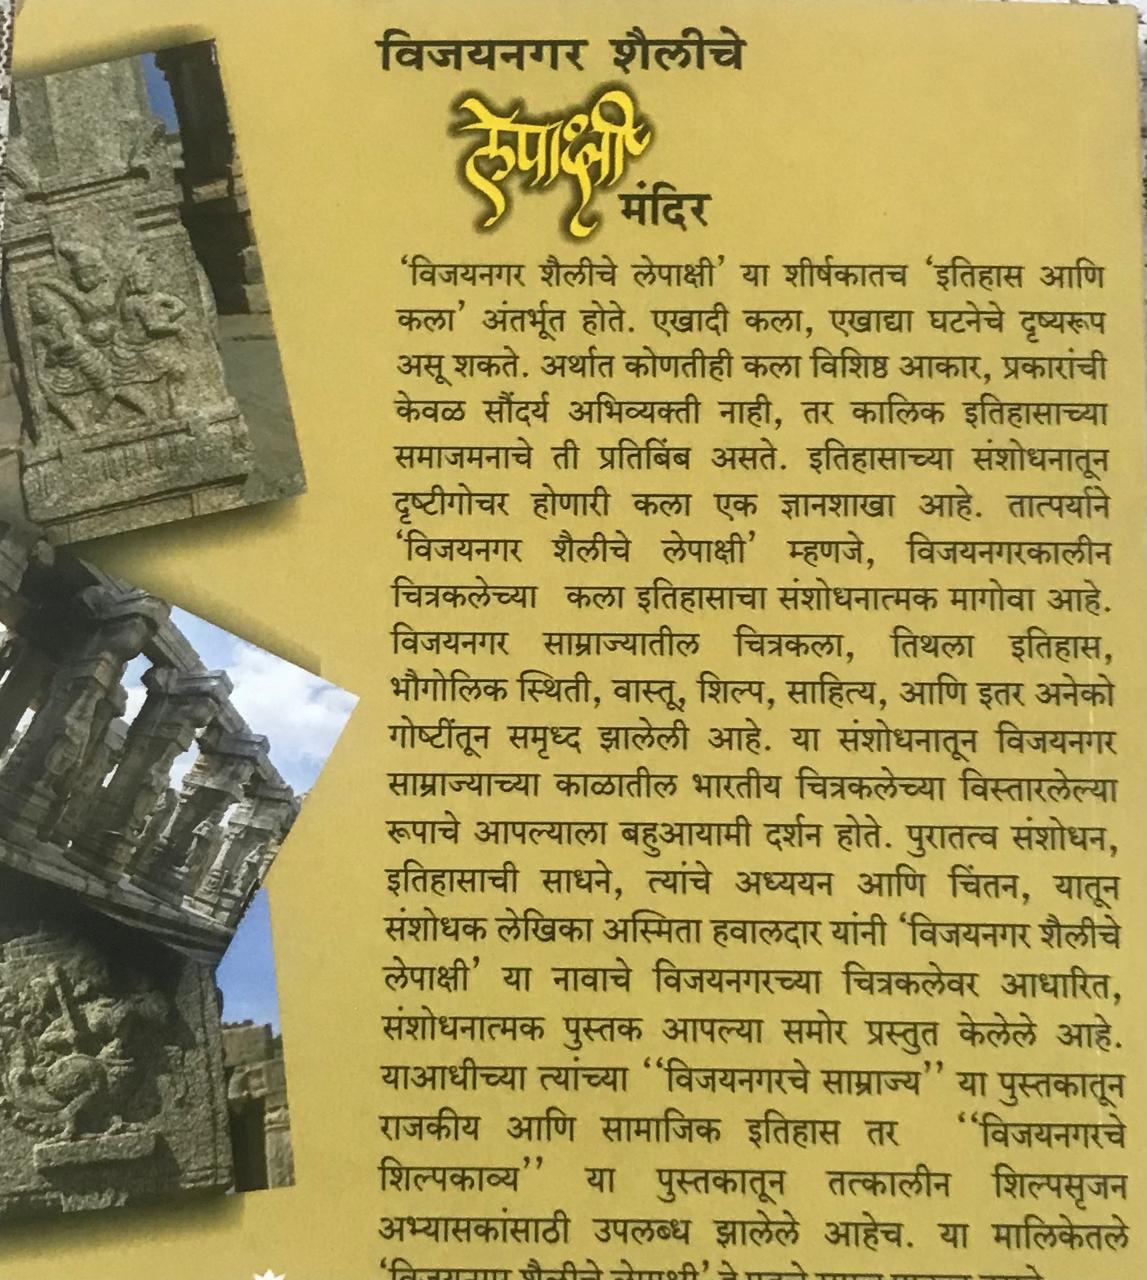 विजयनगर शैलीचे
लेपाक्षी
मंदिर
‘विजयनगर शैलीचे लेपाक्षी’ या शीर्षकातच ‘इतिहास आणि
कला’ अंतर्भूत होते. एखादी कला, एखाद्या घटनेचे दृष्यरूप
असू शकते. अर्थात कोणतीही कला विशिष्ठ आकार, प्रकारांची
केवळ सौंदर्य अभिव्यक्ती नाही, तर कालिक इतिहासाच्या
समाजमनाचे ती प्रतिबिंब असते. इतिहासाच्या संशोधनातून
दृष्टीगोचर होणारी कला एक ज्ञानशाखा आहे. तात्पर्याने
‘विजयनगर शैलीचे लेपाक्षी’ म्हणजे, विजयनगरकालीन
चित्रकलेच्या कला इतिहासाचा संशोधनात्मक मागोवा आहे.
विजयनगर साम्राज्यातील चित्रकला, तिथला इतिहास,
भौगोलिक स्थिती, वास्तू, शिल्प, साहित्य, आणि इतर अनेको
गोष्टींतून समृध्द झालेली आहे. या संशोधनातून विजयनगर
साम्राज्याच्या काळातील भारतीय चित्रकलेच्या विस्तारलेल्या
रूपाचे आपल्याला बहुआयामी दर्शन होते. पुरातत्व संशोधन,
इतिहासाची साधने, त्यांचे अध्ययन आणि चिंतन, यातून
संशोधक लेखिका अस्मिता हवालदार यांनी ‘विजयनगर शैलीचे
लेपाक्षी’ या नावाचे विजयनगरच्या चित्रकलेवर आधारित,
संशोधनात्मक पुस्तक आपल्या समोर प्रस्तुत केलेले आहे.
याआधीच्या त्यांच्या ‘‘विजयनगरचे साम्राज्य’’ या पुस्तकातून
राजकीय आणि सामाजिक इतिहास तर ‘‘विजयनगरचे
शिल्पकाव्य’’ या पुस्तकातून तत्कालीन शिल्पसृजन
अभ्यासकांसाठी उपलब्ध झालेले आहेच. या मालिकेतले
‘विजयनगर शैलीचे लेपाक्षी’ हे